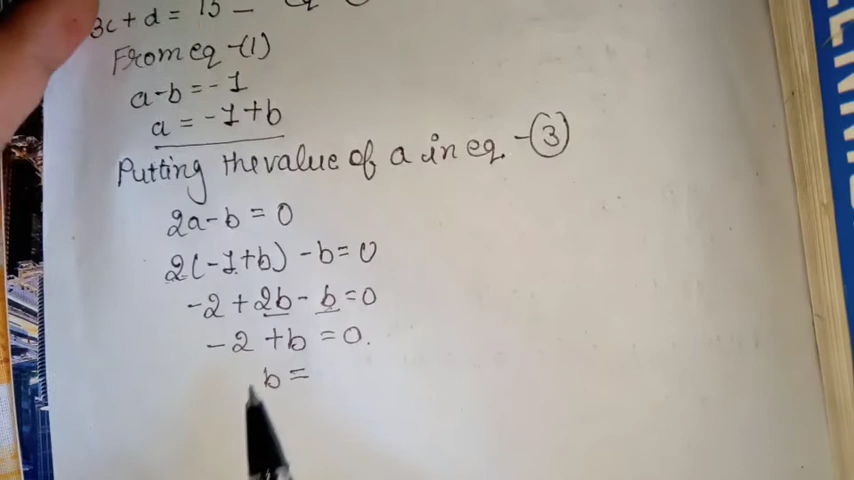 3c + d = 13 -
From eq -(1)
a - b = - 1
a = - 1 + b
Putting the value of a in eq. - (3)
2a - b = 0
2(- 1 + b) - b = 0
- 2 + 2b - b = 0
- 2 + b = 0.
b =